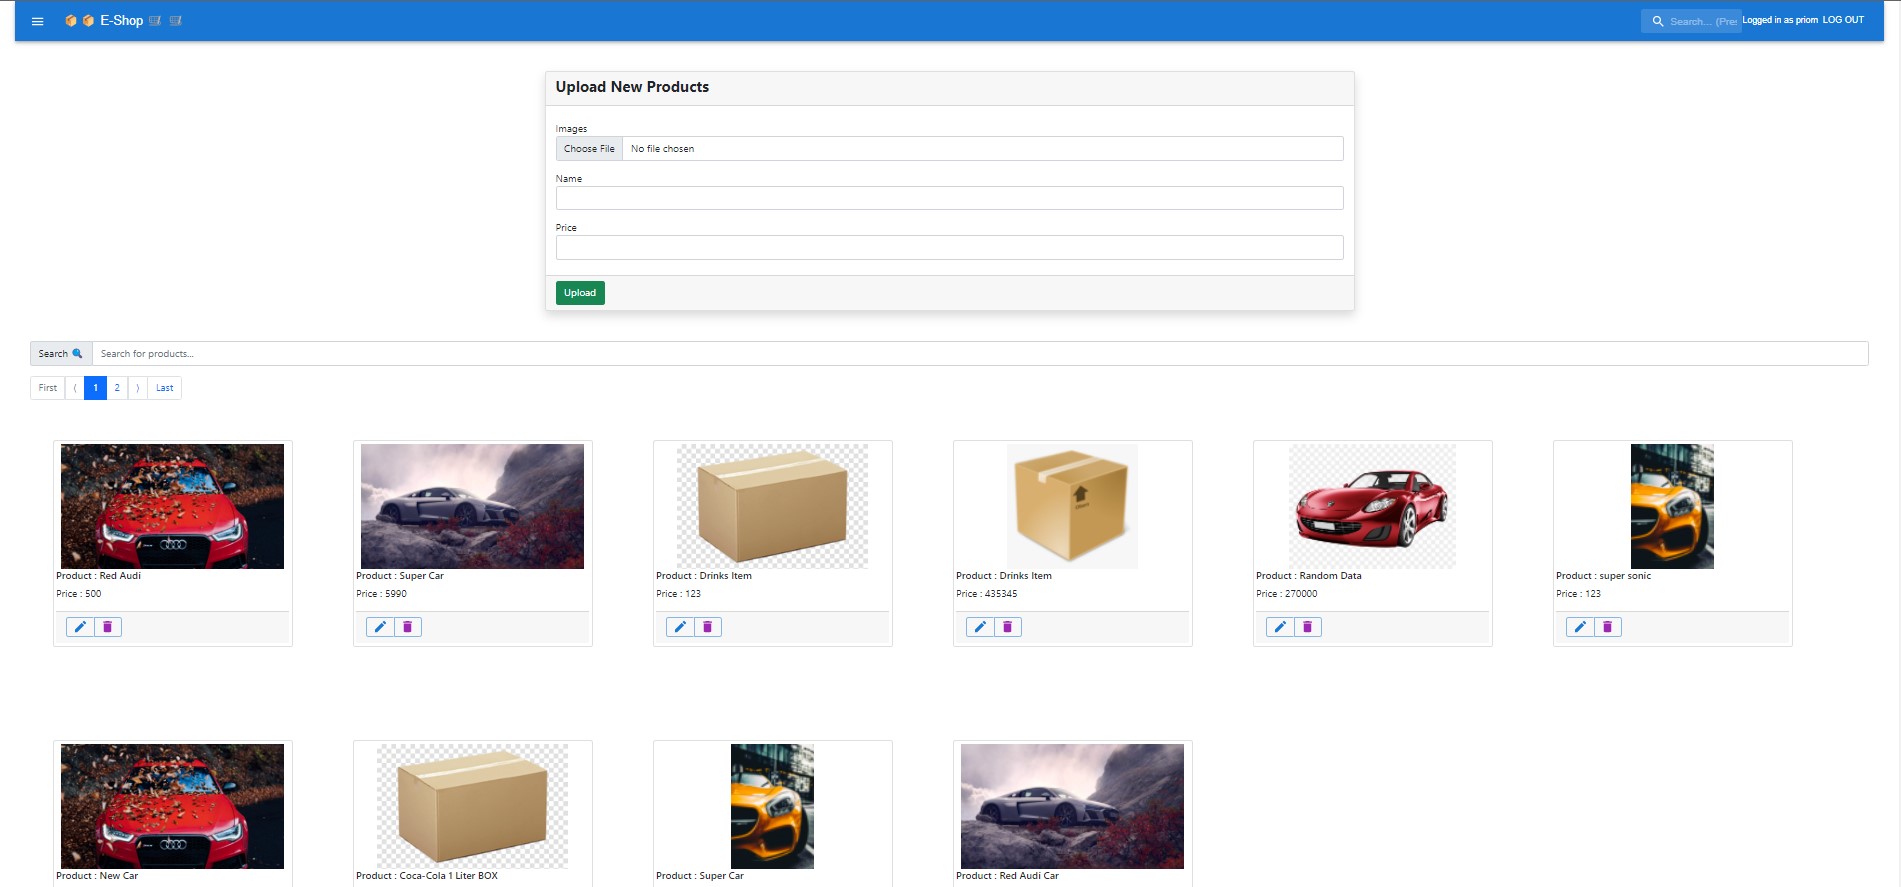 E-Shop
Search... (Pres
Logged in as priom LOG OUT
Upload New Products
Images
Choose File No file chosen
Name
Price
Upload
Search Search for products...
First ⟨ 1 2 ⟩ Last
Product : Red Audi
Price : 500
Product : Super Car
Price : 5990
Product : Drinks Item
Price : 123
Product : Drinks Item
Price : 435345
Product : Random Data
Price : 270000
Product : super sonic
Price : 123
Product : New Car
Product : Coca-Cola 1 Liter BOX
Product : Super Car
Product : Red Audi Car